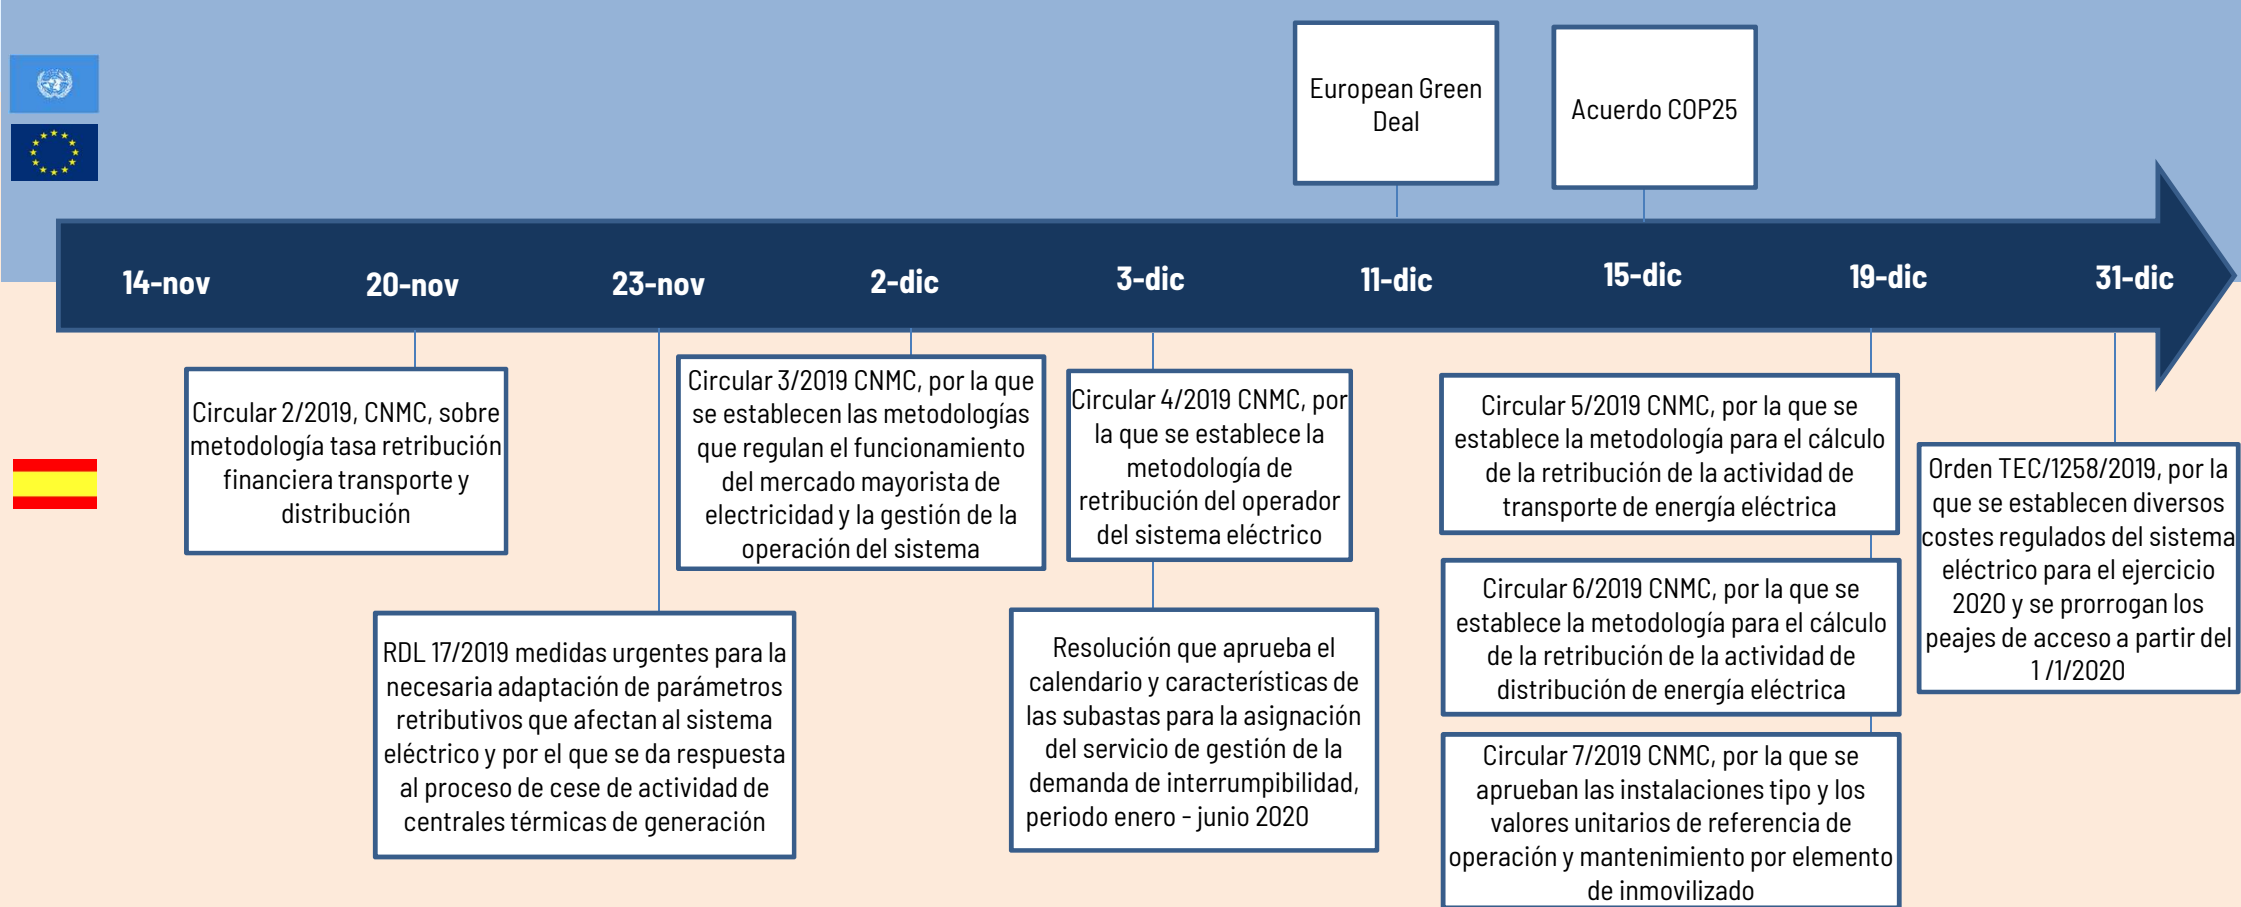 European Green
Deal
Acuerdo COP25
14-nov
20-nov
23-nov
2-dic
3-dic
11-dic
15-dic
19-dic
31-dic
Circular 2/2019, CNMC, sobre
metodología tasa retribución
financiera transporte y
distribución
RDL 17/2019 medidas urgentes para la
necesaria adaptación de parámetros
retributivos que afectan al sistema
eléctrico y por el que se da respuesta
al proceso de cese de actividad de
centrales térmicas de generación
Circular 3/2019 CNMC, por la que
se establecen las metodologías
que regulan el funcionamiento
del mercado mayorista de
electricidad y la gestión de la
operación del sistema
Circular 4/2019 CNMC, por
la que se establece la
metodología de
retribución del operador
del sistema eléctrico
Resolución que aprueba el
calendario y características de
las subastas para la asignación
del servicio de gestión de la
demanda de interrumpibilidad,
periodo enero - junio 2020
Circular 5/2019 CNMC, por la que se
establece la metodología para el cálculo
de la retribución de la actividad de
transporte de energía eléctrica
Circular 6/2019 CNMC, por la que se
establece la metodología para el cálculo
de la retribución de la actividad de
distribución de energía eléctrica
Circular 7/2019 CNMC, por la que se
aprueban las instalaciones tipo y los
valores unitarios de referencia de
operación y mantenimiento por elemento
de inmovilizado
Orden TEC/1258/2019, por la
que se establecen diversos
costes regulados del sistema
eléctrico para el ejercicio
2020 y se prorrogan los
peajes de acceso a partir del
1 /1/2020